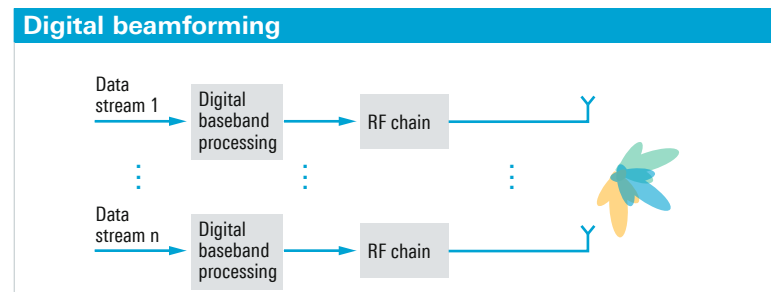 Digital beamforming
Data
stream 1
Digital
baseband
processing
RF chain
Data
stream n
Digital
baseband
processing
RF chain